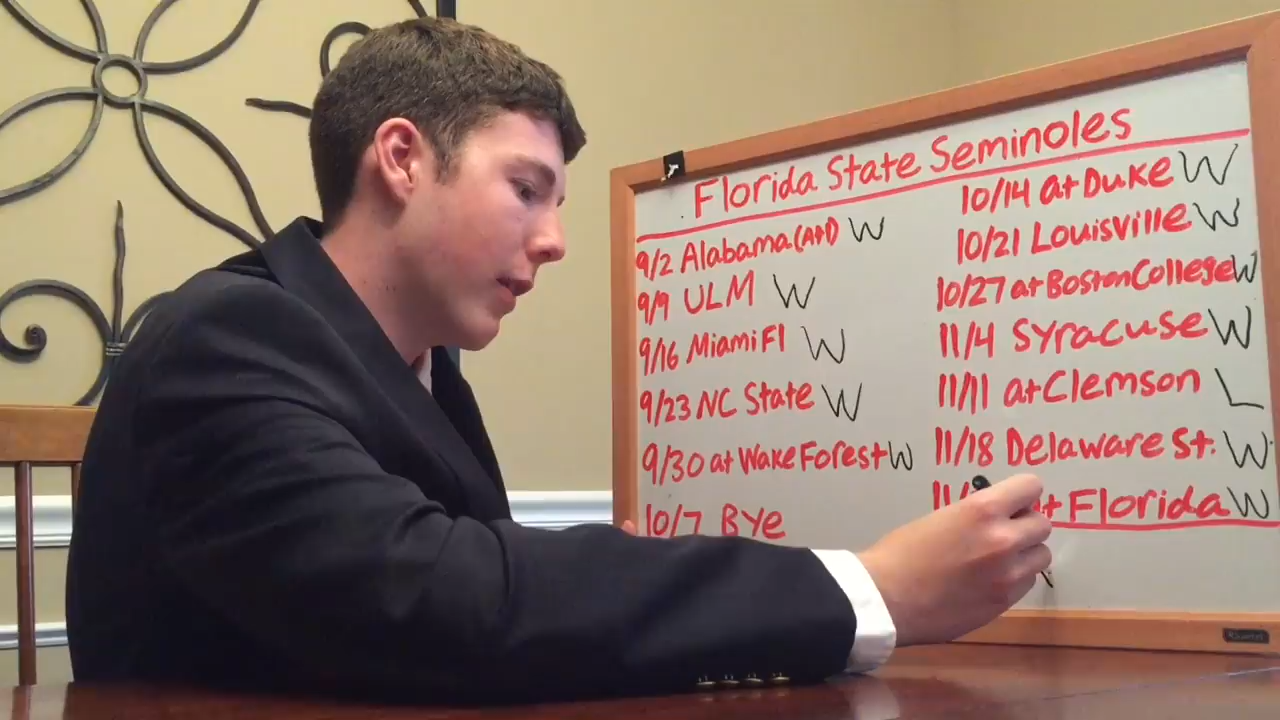 Florida State Seminoles
9/2 Alabama (Atl) W
9/9 ULM W
9/16 Miami Fl W
9/23 NC State W
9/30 at Wake Forest W
10/7 Bye
10/14 at Duke W
10/21 Louisville W
10/27 at Boston College W
11/4 Syracuse W
11/11 at Clemson L
11/18 Delaware St. W
at Florida W